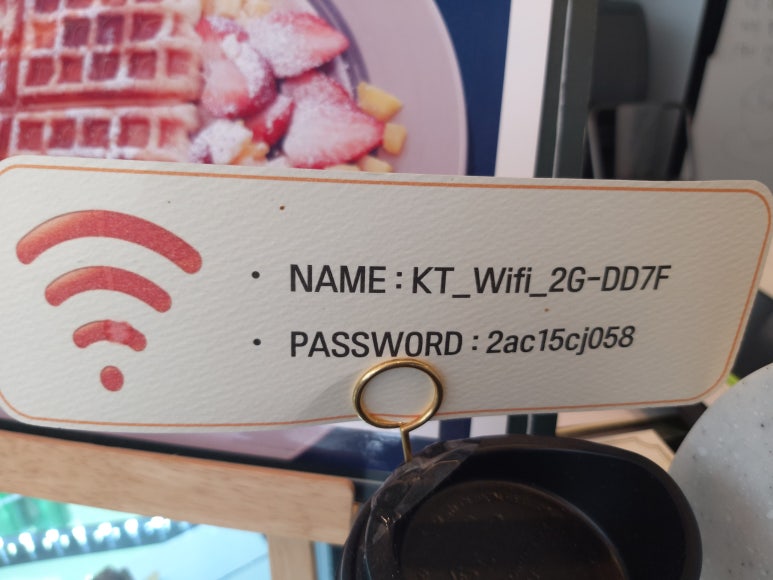 • NAME : KT_Wifi_2G-DD7F
• PASSWORD : 2ac15cj058